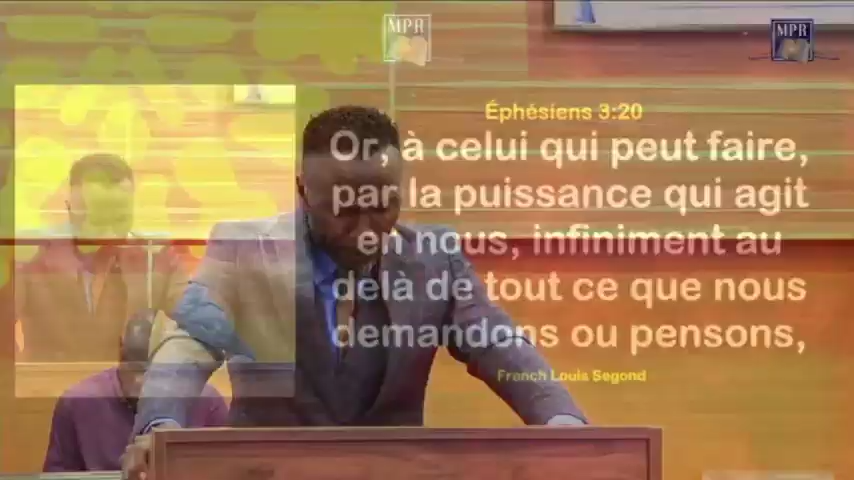 MPR
MPR
Éphésiens 3:20
Or, à celui qui peut faire,
par la puissance qui agit
en nous, infiniment au
delà de tout ce que nous
demandons ou pensons,
French Louis Segond